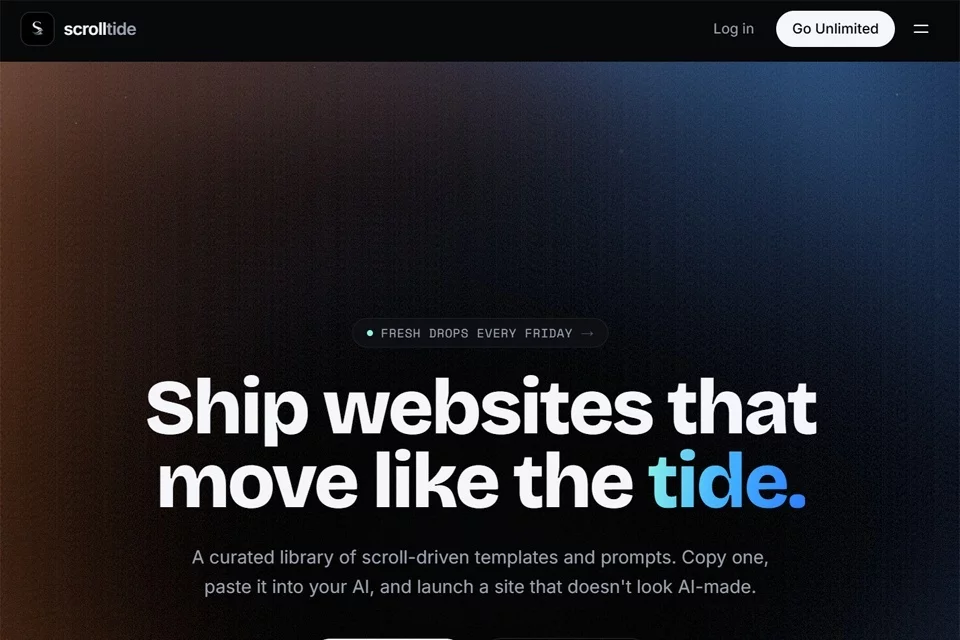 scrolltide
Log in
Go Unlimited
FRESH DROPS EVERY FRIDAY →
Ship websites that
move like the tide.
A curated library of scroll-driven templates and prompts. Copy one,
paste it into your AI, and launch a site that doesn't look AI-made.